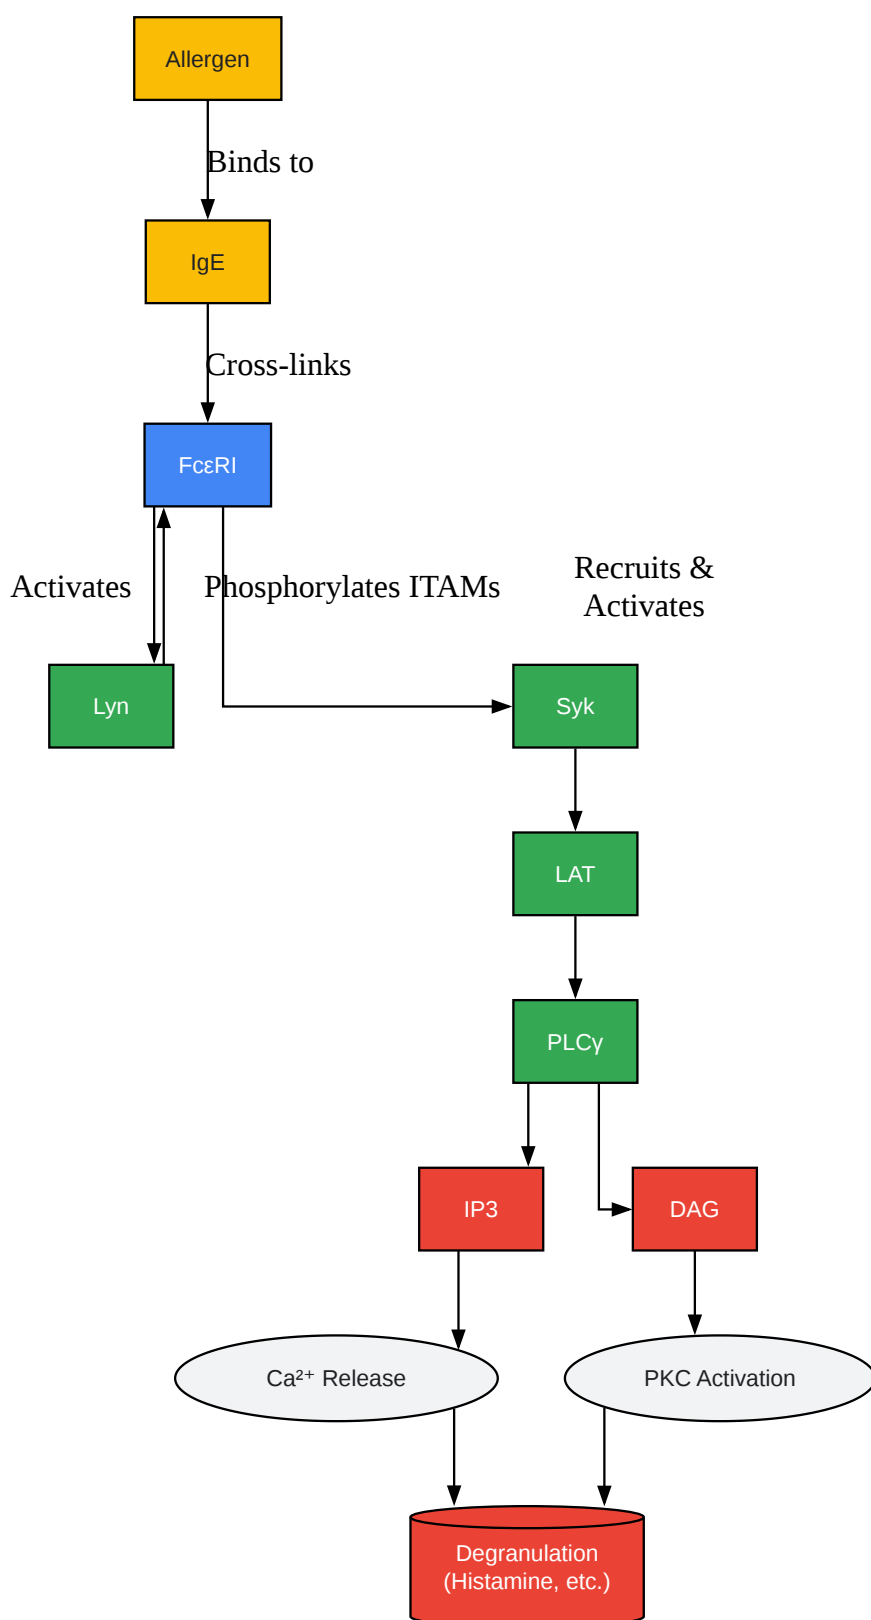 Allergen
Binds to
IgE
Cross-links
FcεRI
Activates
Phosphorylates ITAMs
Recruits &
Activates
Lyn
Syk
LAT
PLCγ
IP3
DAG
Ca²⁺ Release
PKC Activation
Degranulation
(Histamine, etc.)